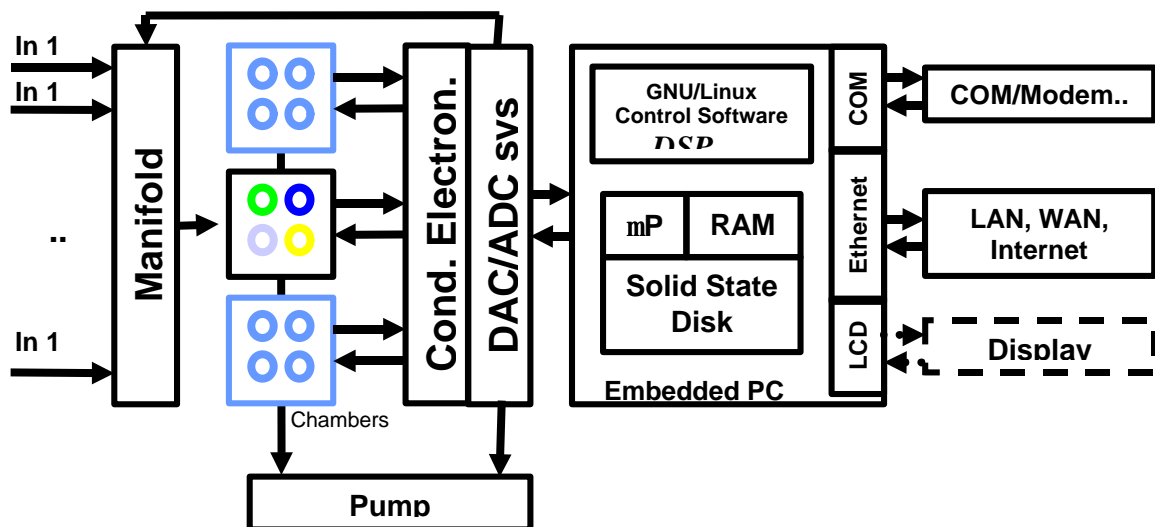 In 1
In 1
..
In 1
Manifold
Chambers
Cond. Electron.
DAC/ADC svs
Pump
GNU/Linux
Control Software
DSP
mP
RAM
Solid State
Disk
Embedded PC
COM
Ethernet
LCD
COM/Modem..
LAN, WAN,
Internet
Display